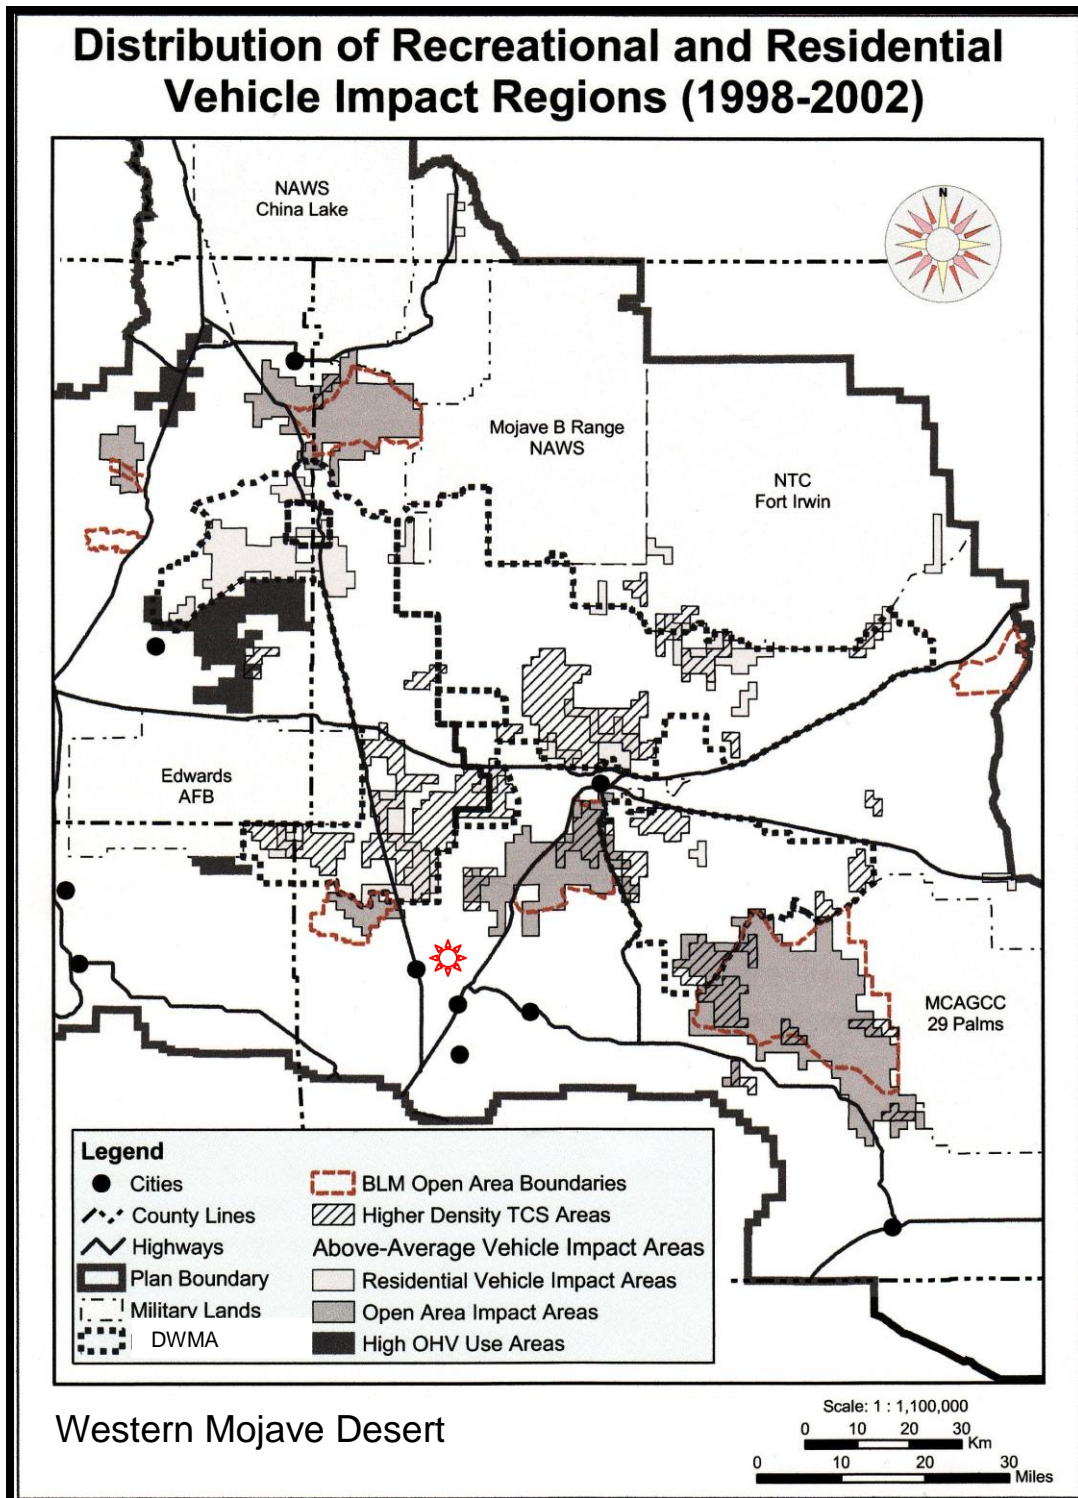 Distribution of Recreational and Residential
Vehicle Impact Regions (1998-2002)
NAWS
China Lake
N
Mojave B Range
NAWS
NTC
Fort Irwin
Edwards
AFB
MCAGCC
29 Palms
Legend
Cities
County Lines
Highways
Plan Boundary
Military Lands
DWMA
BLM Open Area Boundaries
Higher Density TCS Areas
Above-Average Vehicle Impact Areas
Residential Vehicle Impact Areas
Open Area Impact Areas
High OHV Use Areas
Western Mojave Desert
Scale: 1 : 1,100,000
0 10 20 30
Km
0 10 20 30
Miles